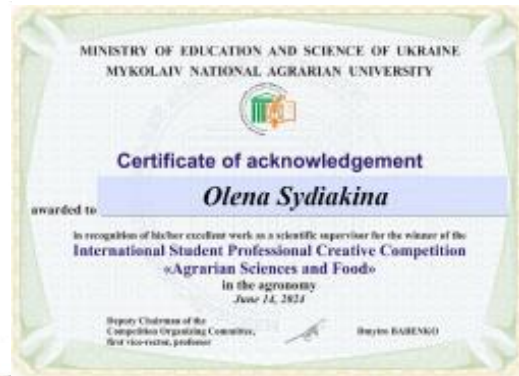 MINISTRY OF EDUCATION AND SCIENCE OF UKRAINE
MYKOLAIV NATIONAL AGRARIAN UNIVERSITY
Certificate of acknowledgement
Olena Sydiakina
awarded to
in recognition of his/her excellent work as a scientific supervisor for the winner of the
International Student Professional Creative Competition
«Agrarian Sciences and Food»
in the agronomy
June 14, 2024
Deputy Chairman of the
Competition Organizing Committee,
first vice-rector, professor
Dmytro BABENKO